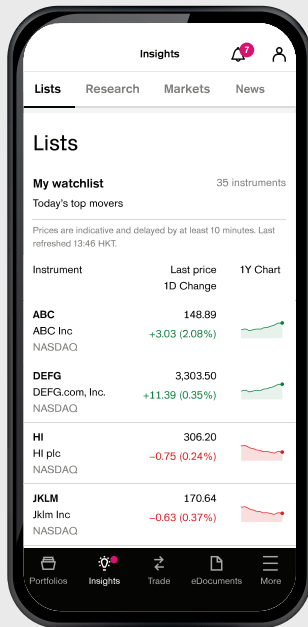 Insights
7
Lists Research Markets News
Lists
My watchlist 35 instruments
Today's top movers
Prices are indicative and delayed by at least 10 minutes. Last
refreshed 13:46 HKT.
Instrument Last price 1Y Chart
1D Change
ABC 148.89
ABC Inc +3.03 (2.08%)
NASDAQ
DEFG 3,303.50
DEFG.com, Inc. +11.39 (0.35%)
NASDAQ
HI 306.20
HI plc −0.75 (0.24%)
NASDAQ
JKLM 170.64
Jklm Inc −0.63 (0.37%)
NASDAQ
Portfolios Insights Trade eDocuments More